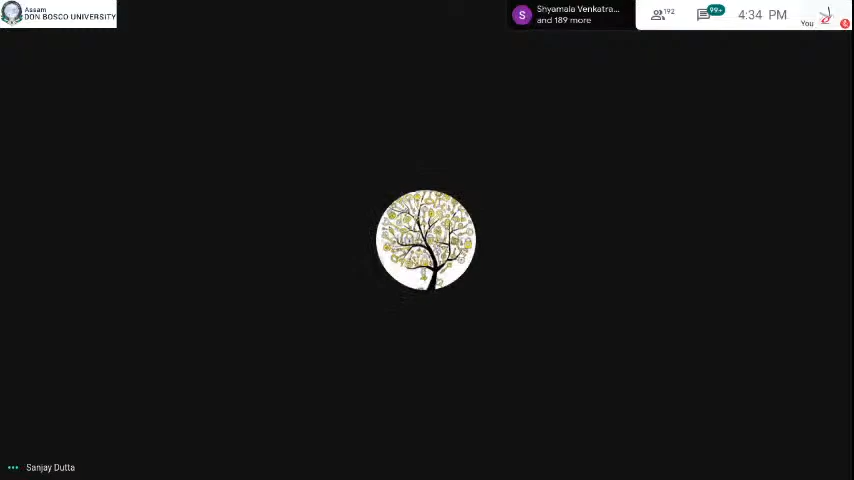 Assam
DON BOSCO UNIVERSITY
S
Shyamala Venkatra...
and 189 more
192
99+
4:34 PM
You
Sanjay Dutta